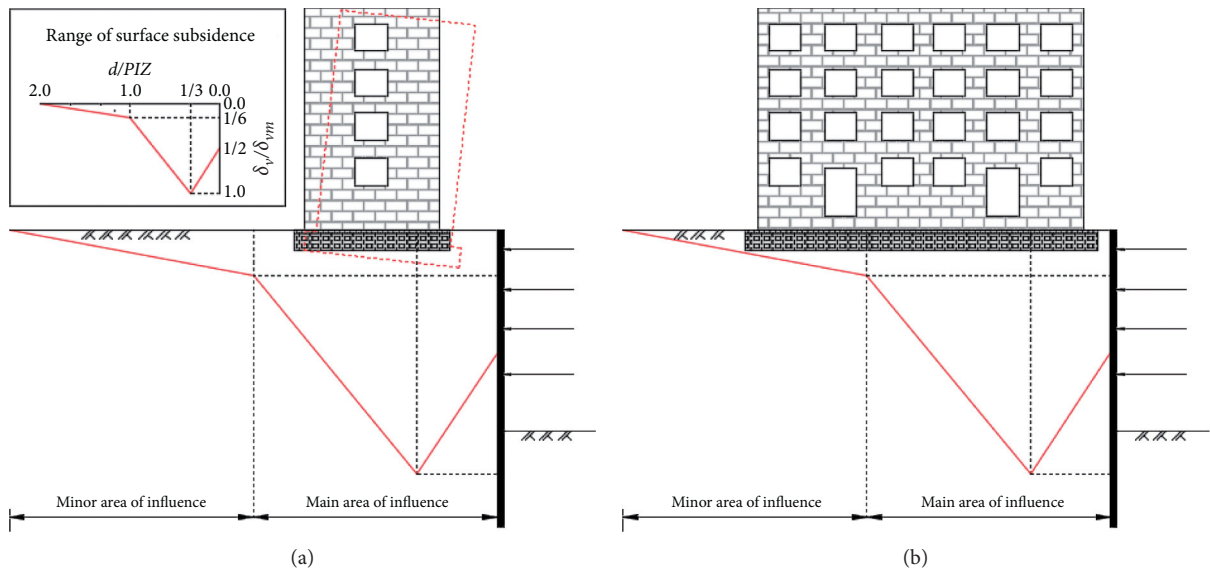 Range of surface subsidence
d/PIZ
2.0 1.0 1/3 0.0
0.0
1/6
1/2
1.0
δv/δvm
Minor area of influence
Main area of influence
(a)
Minor area of influence
Main area of influence
(b)